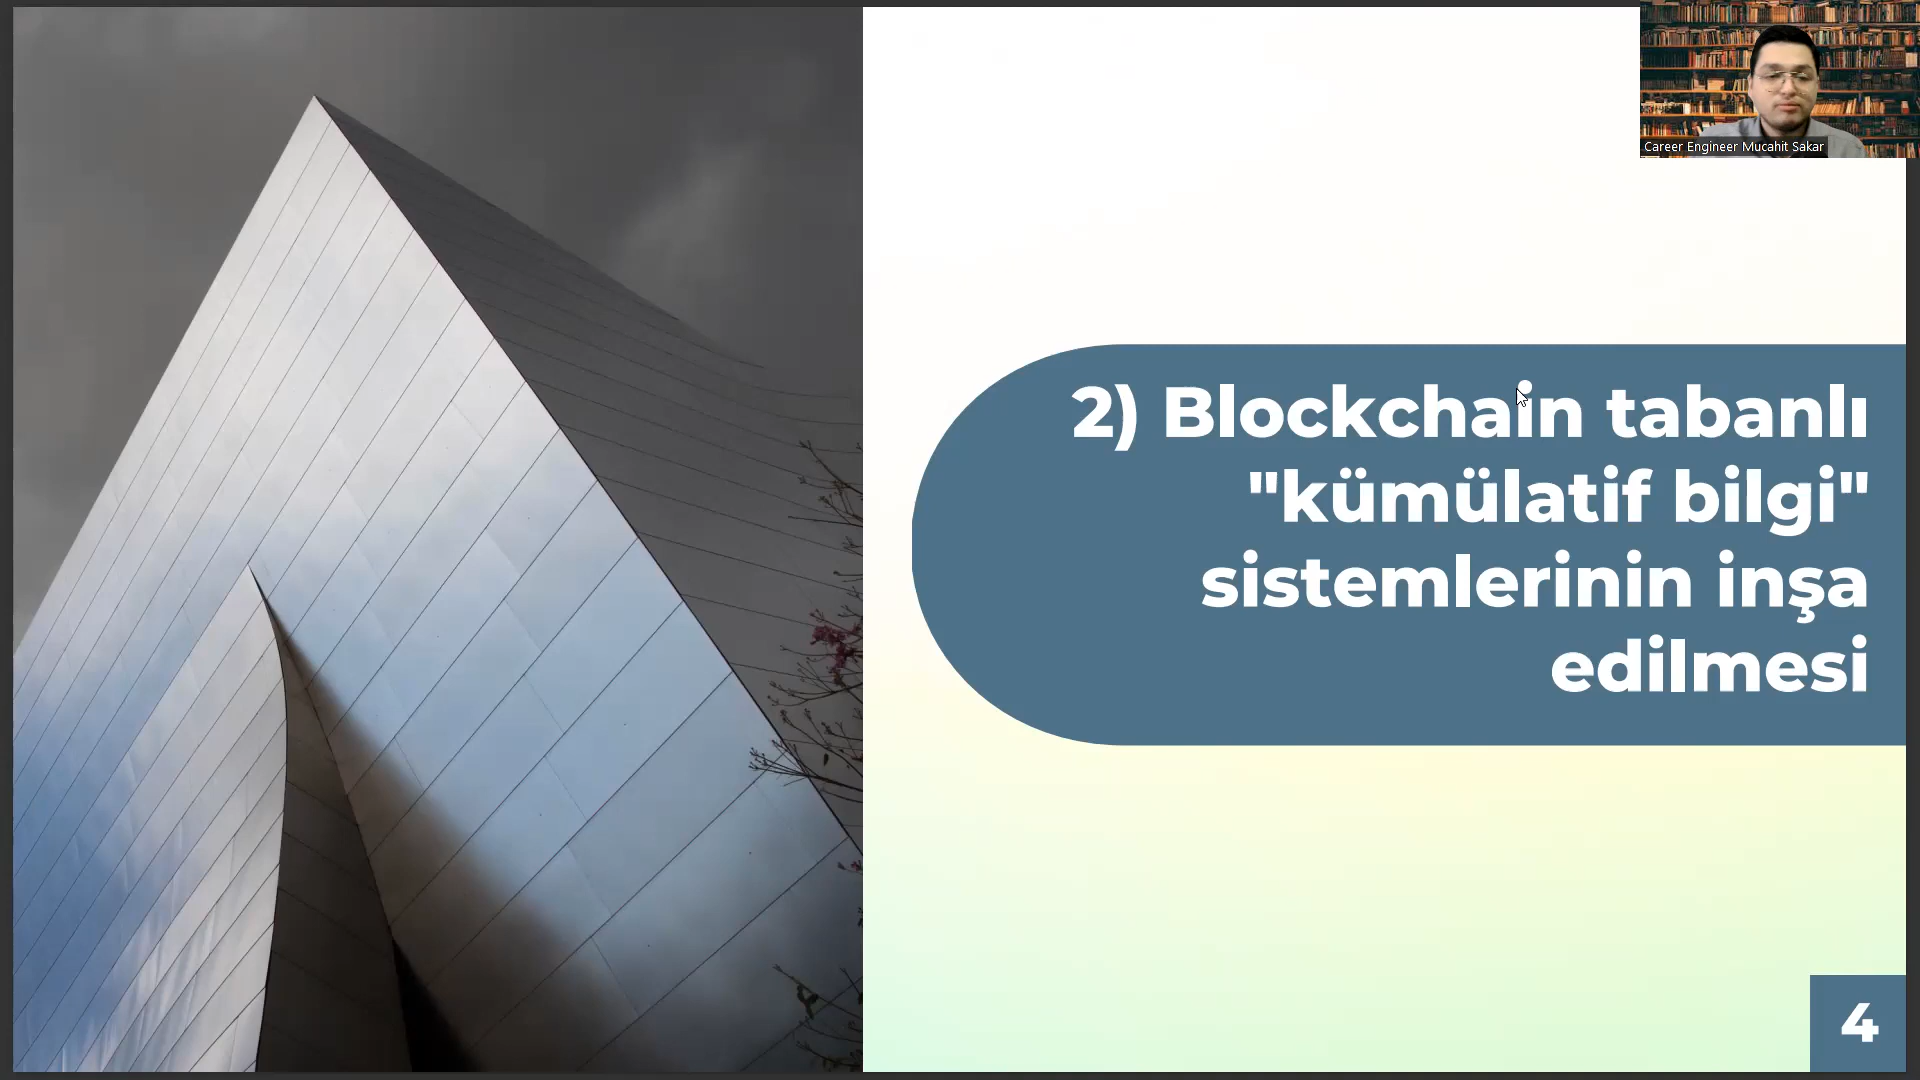 Career Engineer Mucahit Sakar
2) Blockchain tabanlı
"kümülatif bilgi"
sistemlerinin inşa
edilmesi
4